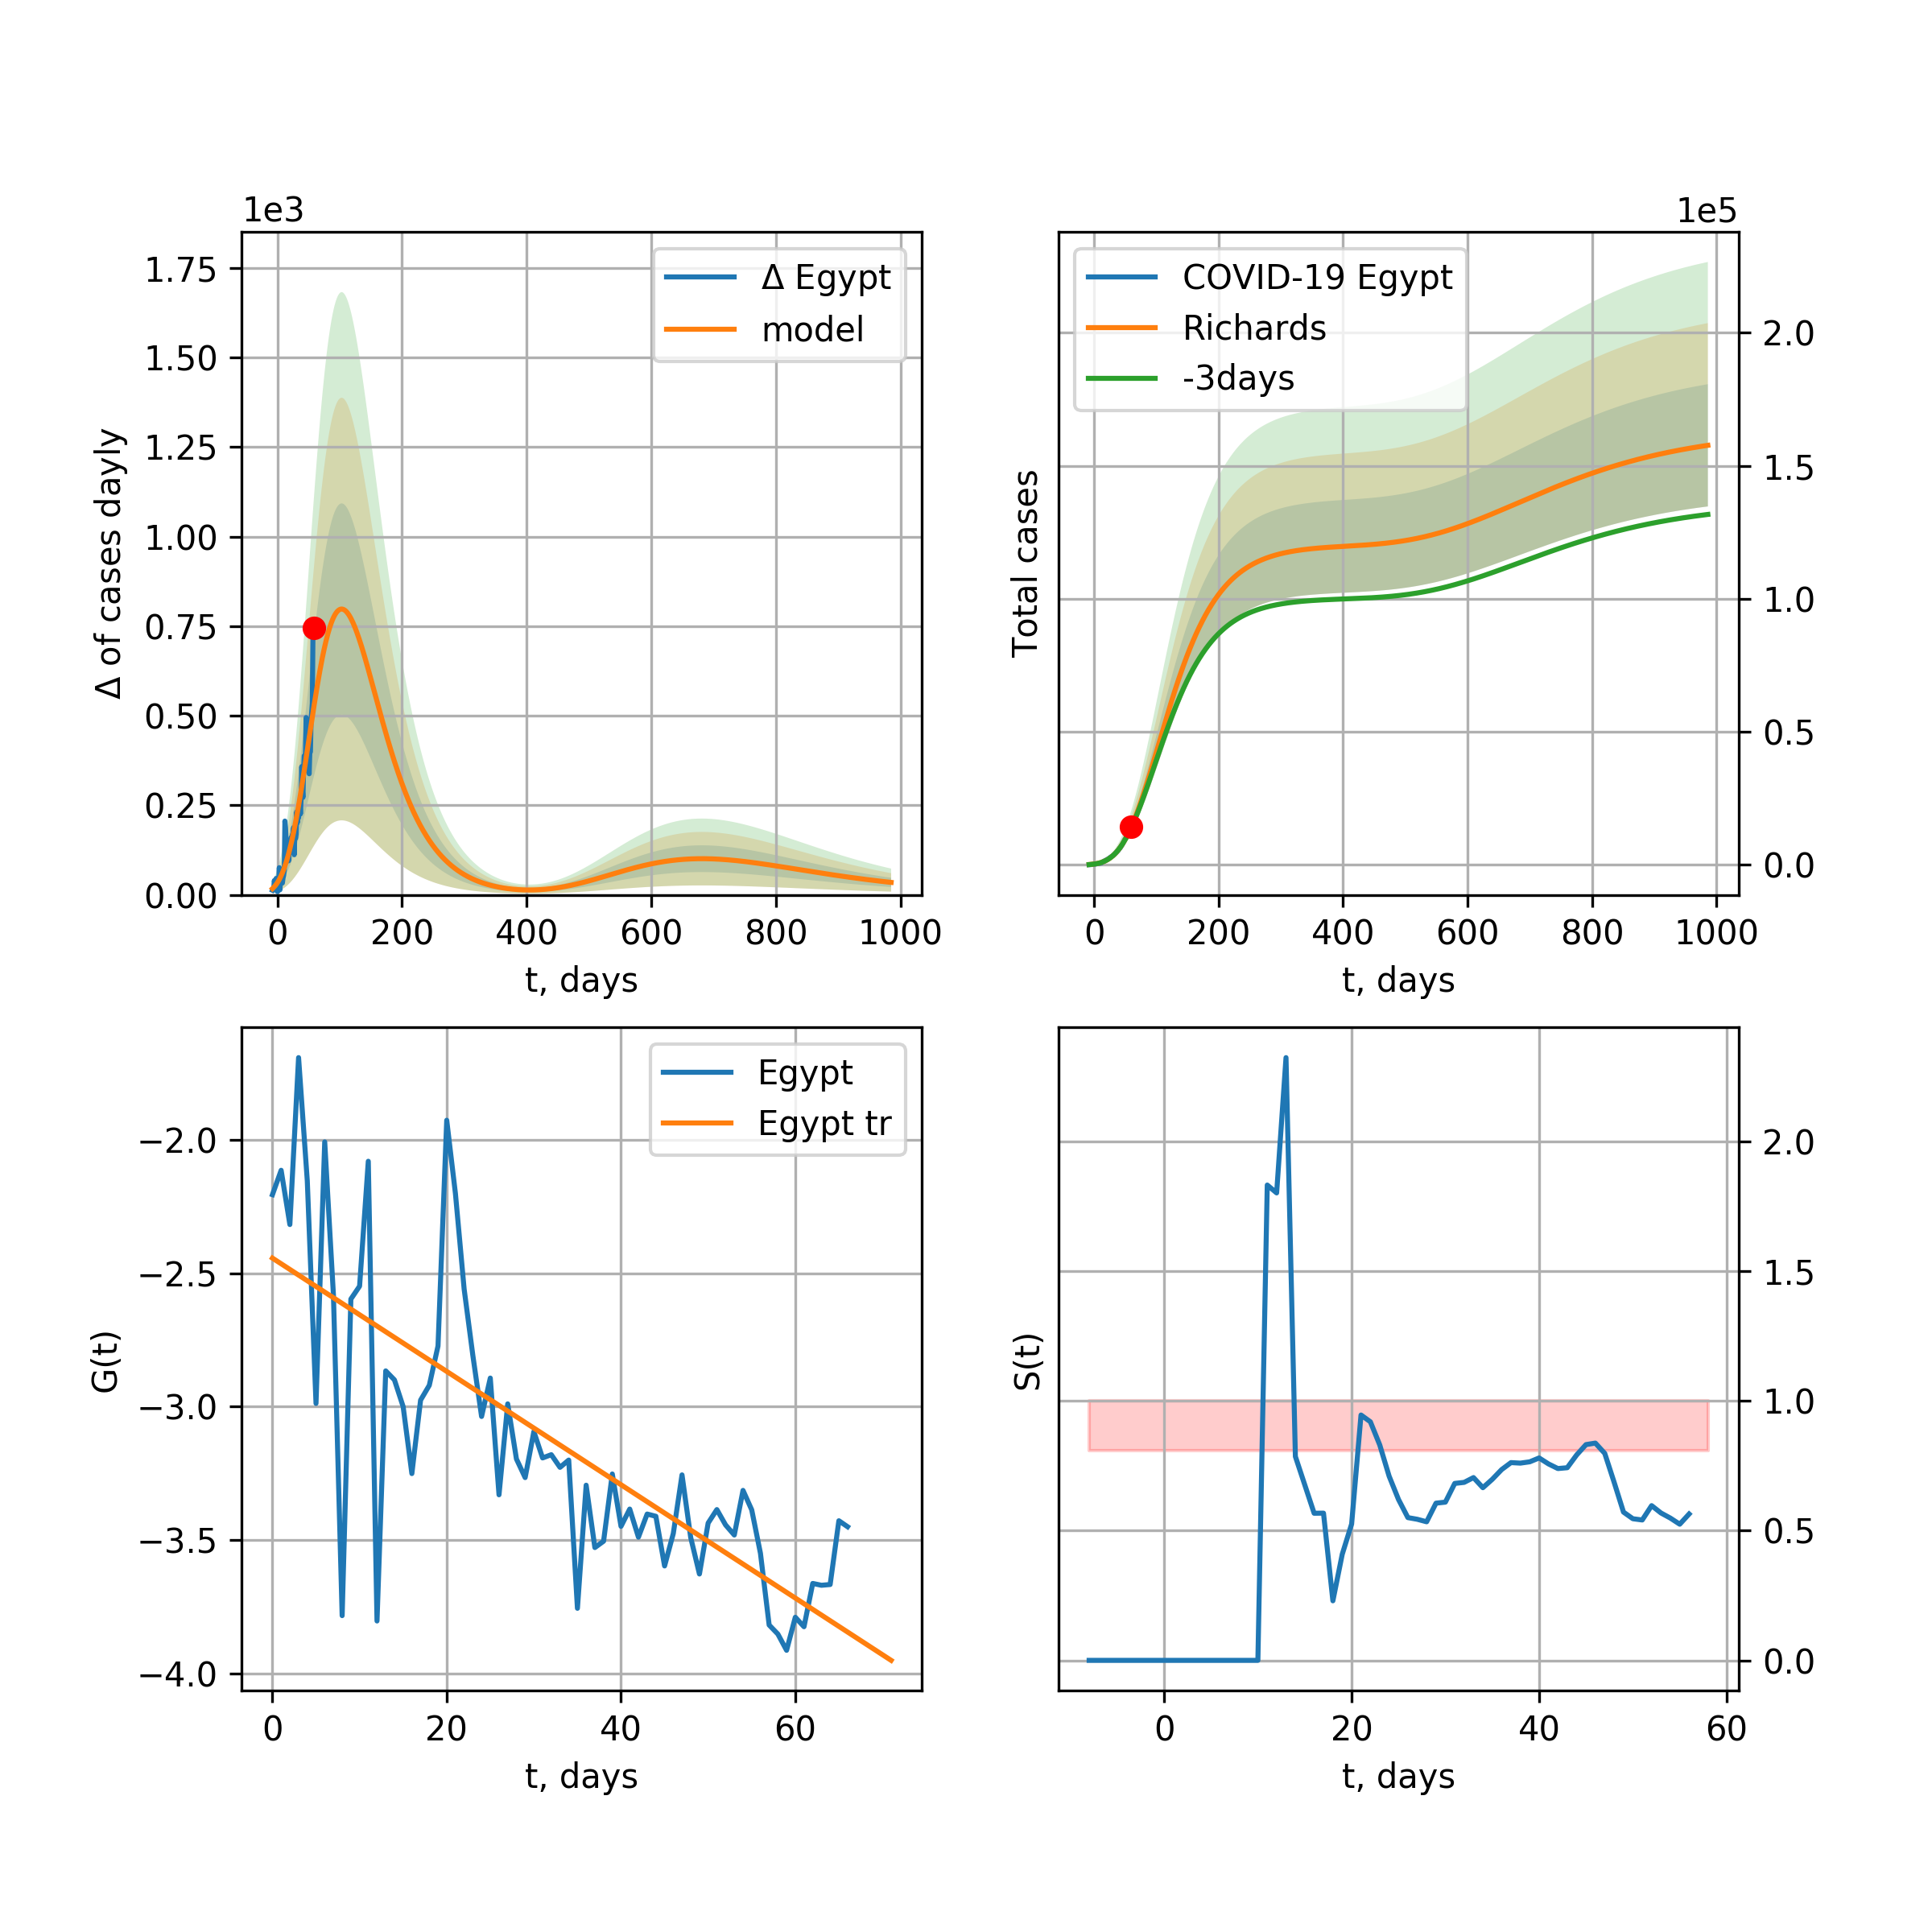 1e3
1.75
1.50
1.25
1.00
0.75
0.50
0.25
0.00
Δ of cases dayly
Δ Egypt
model
0 200 400 600 800 1000
t, days
1e5
COVID-19 Egypt
Richards
-3days
Total cases
2.0
1.5
1.0
0.5
0.0
0 200 400 600 800 1000
t, days
Egypt
Egypt tr
G(t)
−2.0
−2.5
−3.0
−3.5
−4.0
0 20 40 60
t, days
S(t)
2.0
1.5
1.0
0.5
0.0
0 20 40 60
t, days